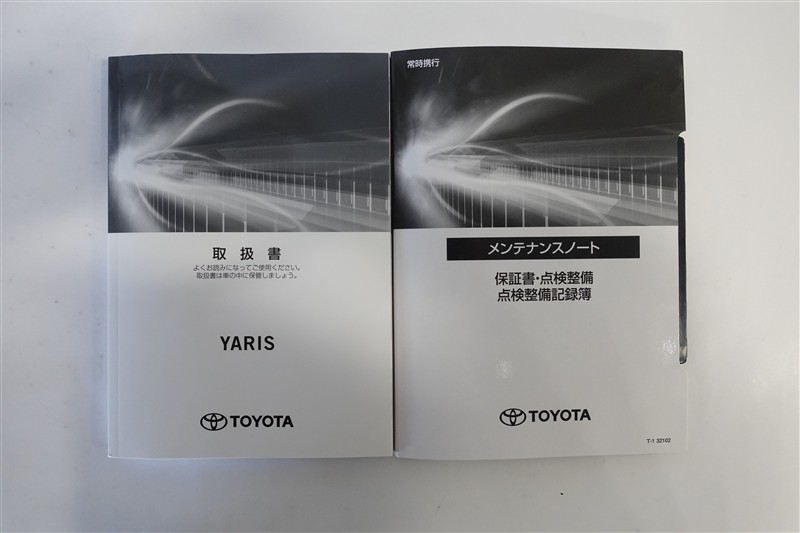 取扱書
よくお読みになってご使用ください。
取扱書は車の中に保管しましょう。
YARIS
TOYOTA
常時携行
メンテナンスノート
保証書・点検整備
点検整備記録簿
TOYOTA
T-1 32102